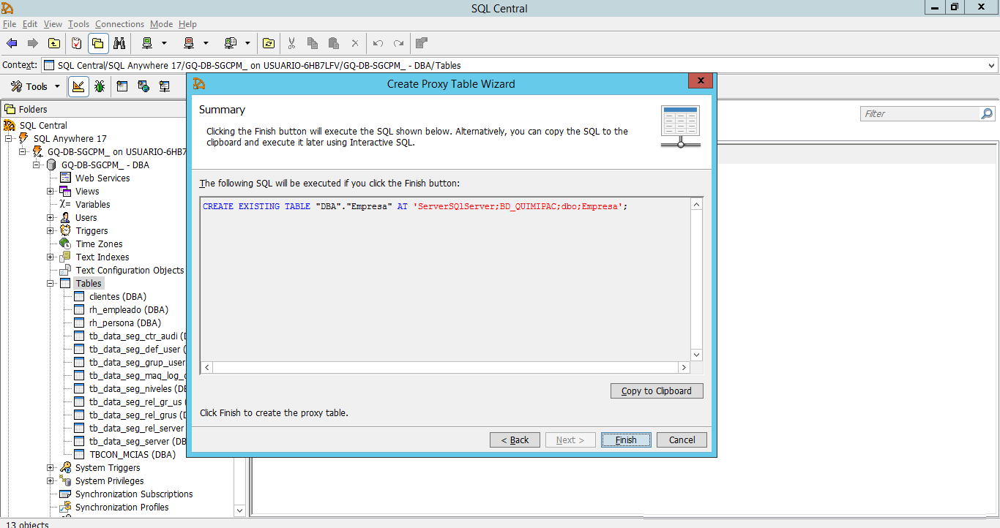 SQL Central
File Edit View Tools Connections Mode Help
Context: SQL Central/SQL Anywhere 17/GQ-DB-SGCPM_ on USUARIO-6HB7LFV/GQ-DB-SGCPM_ - DBA/Tables
Tools
Folders
Filter
SQL Central
SQL Anywhere 17
GQ-DB-SGCPM_ on USUARIO-6HB7
GQ-DB-SGCPM_ - DBA
Web Services
Views
Variables
Users
Triggers
Time Zones
Text Indexes
Text Configuration Objects
Tables
clientes (DBA)
rh_empleado (DBA)
rh_persona (DBA)
tb_data_seg_ctr_audi (D
tb_data_seg_def_user (
tb_data_seg_grup_user
tb_data_seg_maq_log_c
tb_data_seg_niveles (DB
tb_data_seg_rel_gr_us (
tb_data_seg_rel_grus (D
tb_data_seg_rel_server
tb_data_seg_server (DB
TBCON_MCIAS (DBA)
System Triggers
System Privileges
Synchronization Subscriptions
Synchronization Profiles
13 objects
Create Proxy Table Wizard
Summary
Clicking the Finish button will execute the SQL shown below. Alternatively, you can copy the SQL to the
clipboard and execute it later using Interactive SQL.
The following SQL will be executed if you click the Finish button:
CREATE EXISTING TABLE "DBA"."Empresa" AT 'ServerSQlServer;BD_QUIMIPAC;dbo;Empresa';
Copy to Clipboard
Click Finish to create the proxy table.
< Back Next > Finish Cancel